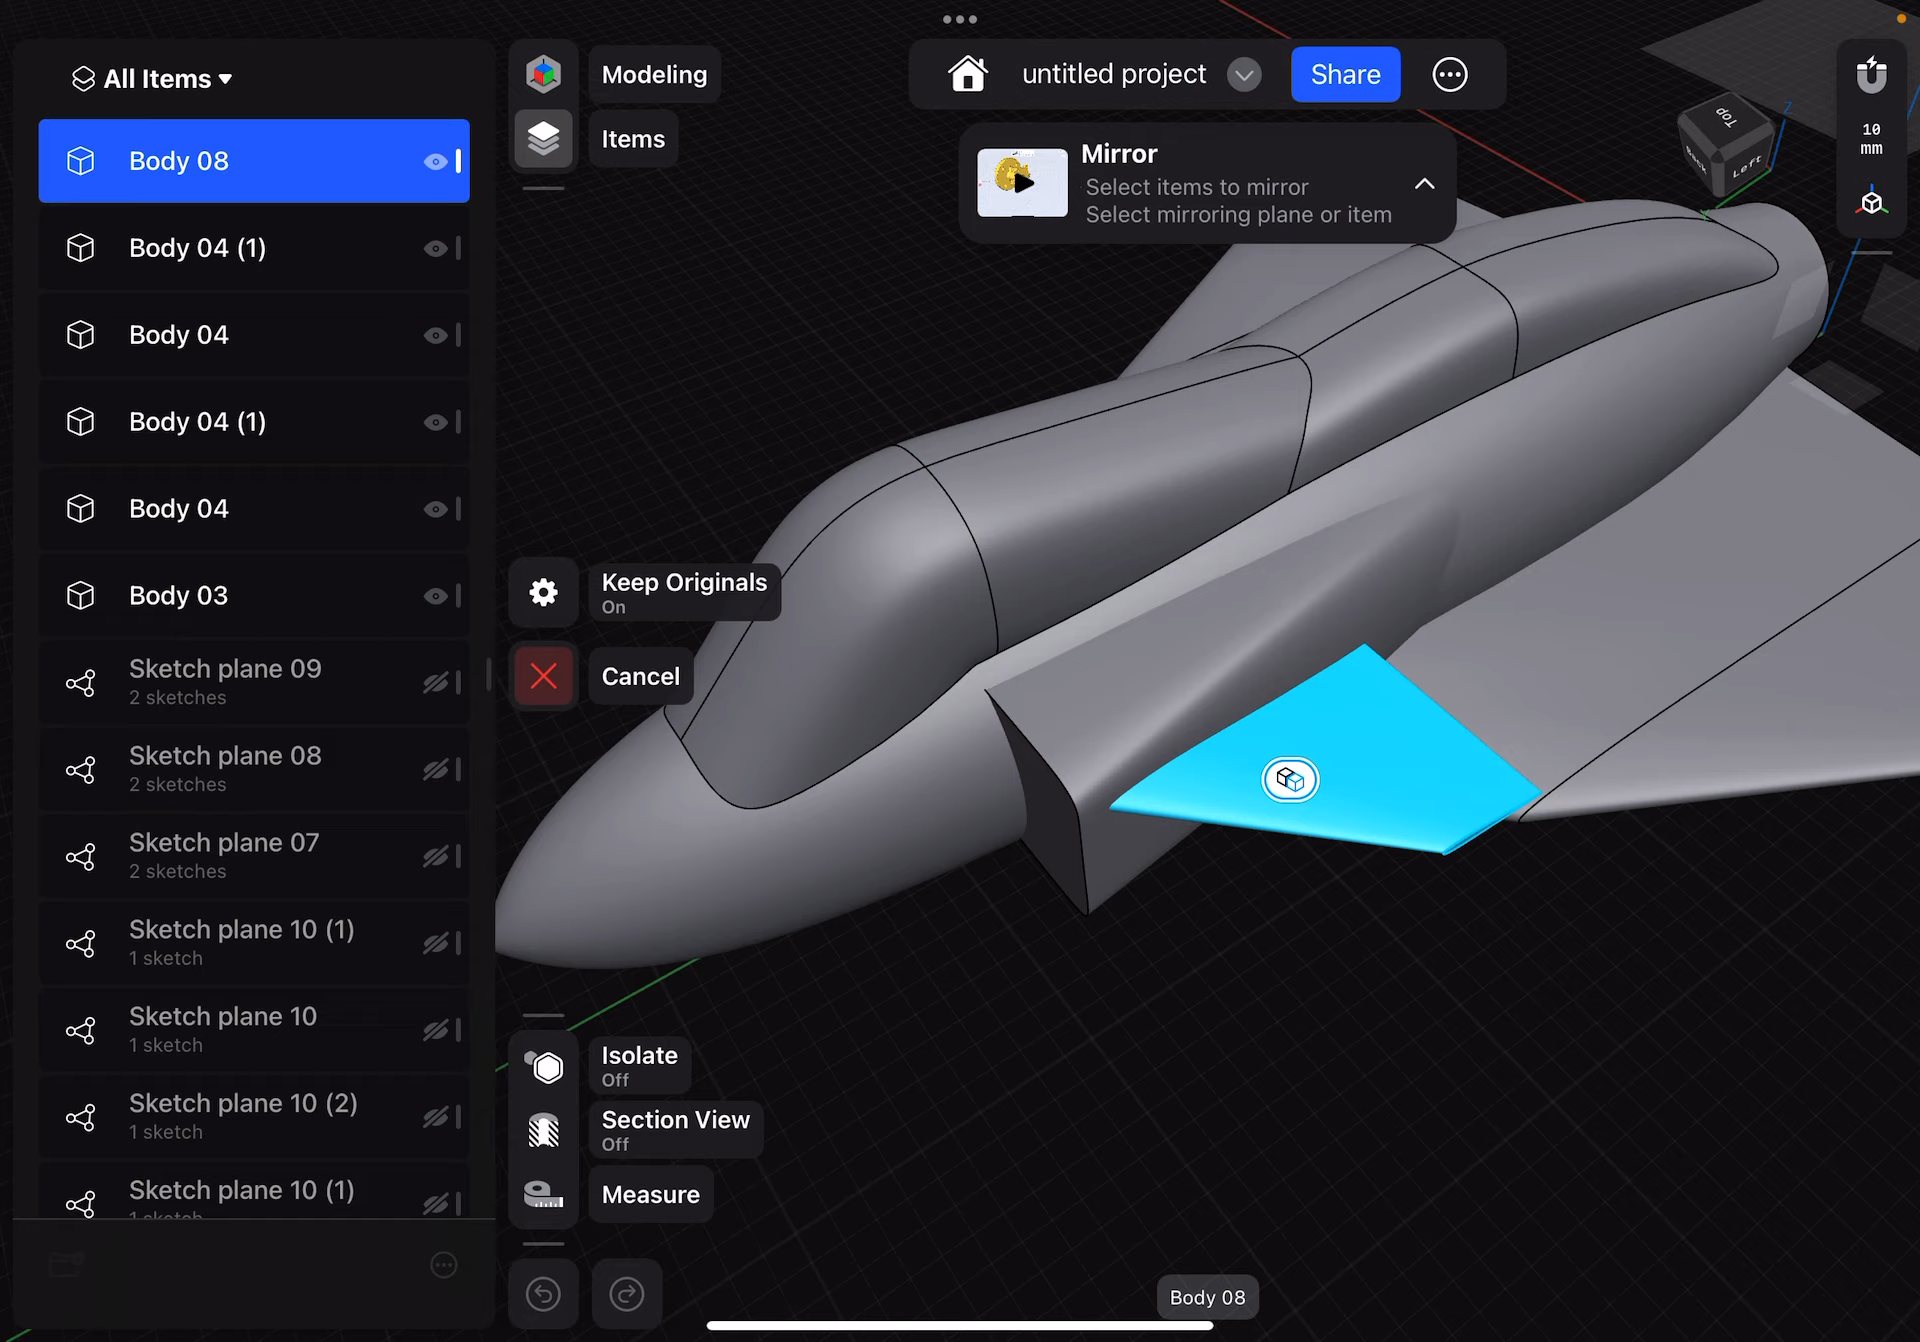 All Items
Body 08
Body 04 (1)
Body 04
Body 04 (1)
Body 04
Body 03
Sketch plane 09
2 sketches
Sketch plane 08
2 sketches
Sketch plane 07
2 sketches
Sketch plane 10 (1)
1 sketch
Sketch plane 10
1 sketch
Sketch plane 10 (2)
1 sketch
Sketch plane 10 (1)
1 sketch
Modeling
Items
Keep Originals
On
Cancel
Isolate
Off
Section View
Off
Measure
untitled project
Share
Mirror
Select items to mirror
Select mirroring plane or item
Top
Back
Left
Z
10
mm
Body 08